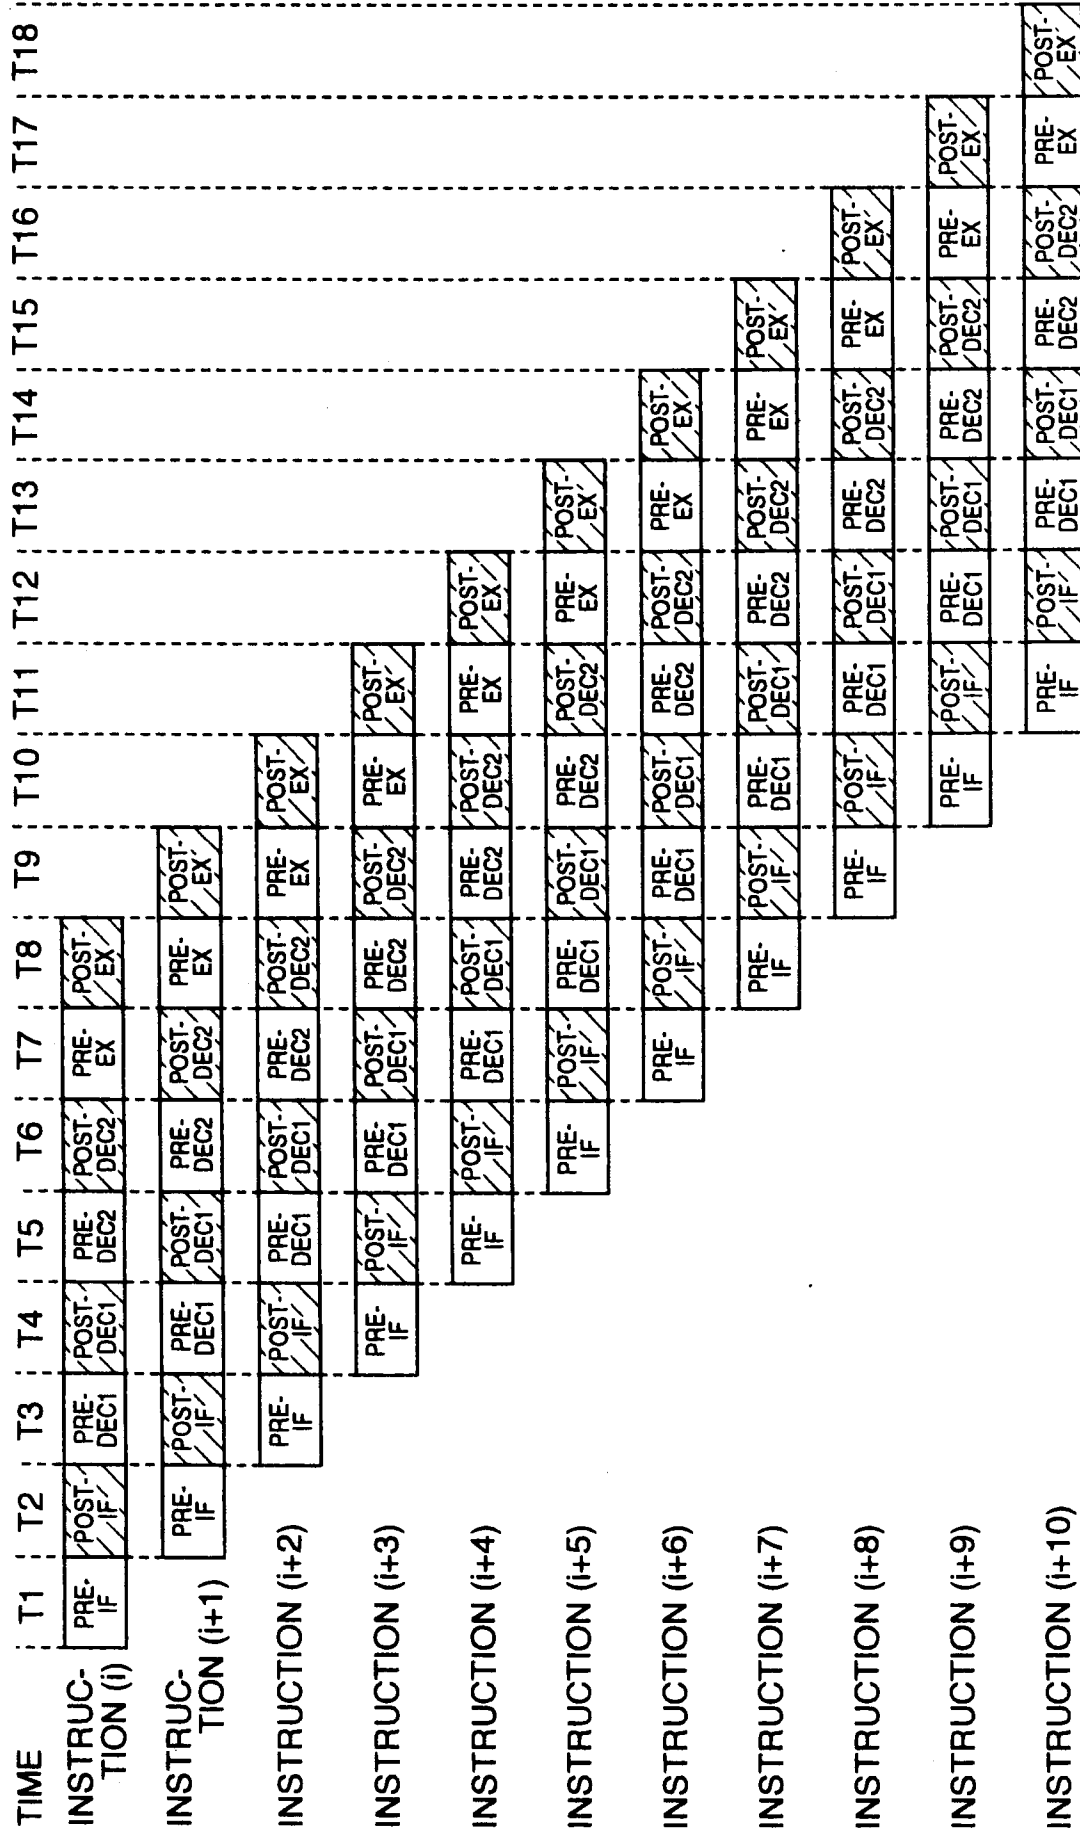 TIME T1 T2 T3 T4 T5 T6 T7 T8 T9 T10 T11 T12 T13 T14 T15 T16 T17 T18
INSTRUC-
TION (i)
PRE-IF POST-IF PRE-DEC1 POST-DEC1 PRE-DEC2 POST-DEC2 PRE-EX POST-EX
INSTRUC-
TION (i+1)
PRE-IF POST-IF PRE-DEC1 POST-DEC1 PRE-DEC2 POST-DEC2 PRE-EX POST-EX
INSTRUCTION (i+2)
PRE-IF POST-IF PRE-DEC1 POST-DEC1 PRE-DEC2 POST-DEC2 PRE-EX POST-EX
INSTRUCTION (i+3)
PRE-IF POST-IF PRE-DEC1 POST-DEC1 PRE-DEC2 POST-DEC2 PRE-EX POST-EX
INSTRUCTION (i+4)
PRE-IF POST-IF PRE-DEC1 POST-DEC1 PRE-DEC2 POST-DEC2 PRE-EX POST-EX
INSTRUCTION (i+5)
PRE-IF POST-IF PRE-DEC1 POST-DEC1 PRE-DEC2 POST-DEC2 PRE-EX POST-EX
INSTRUCTION (i+6)
PRE-IF POST-IF PRE-DEC1 POST-DEC1 PRE-DEC2 POST-DEC2 PRE-EX POST-EX
INSTRUCTION (i+7)
PRE-IF POST-IF PRE-DEC1 POST-DEC1 PRE-DEC2 POST-DEC2 PRE-EX POST-EX
INSTRUCTION (i+8)
PRE-IF POST-IF PRE-DEC1 POST-DEC1 PRE-DEC2 POST-DEC2 PRE-EX POST-EX
INSTRUCTION (i+9)
PRE-IF POST-IF PRE-DEC1 POST-DEC1 PRE-DEC2 POST-DEC2 PRE-EX POST-EX
INSTRUCTION (i+10)
PRE-IF POST-IF PRE-DEC1 POST-DEC1 PRE-DEC2 POST-DEC2 PRE-EX POST-EX